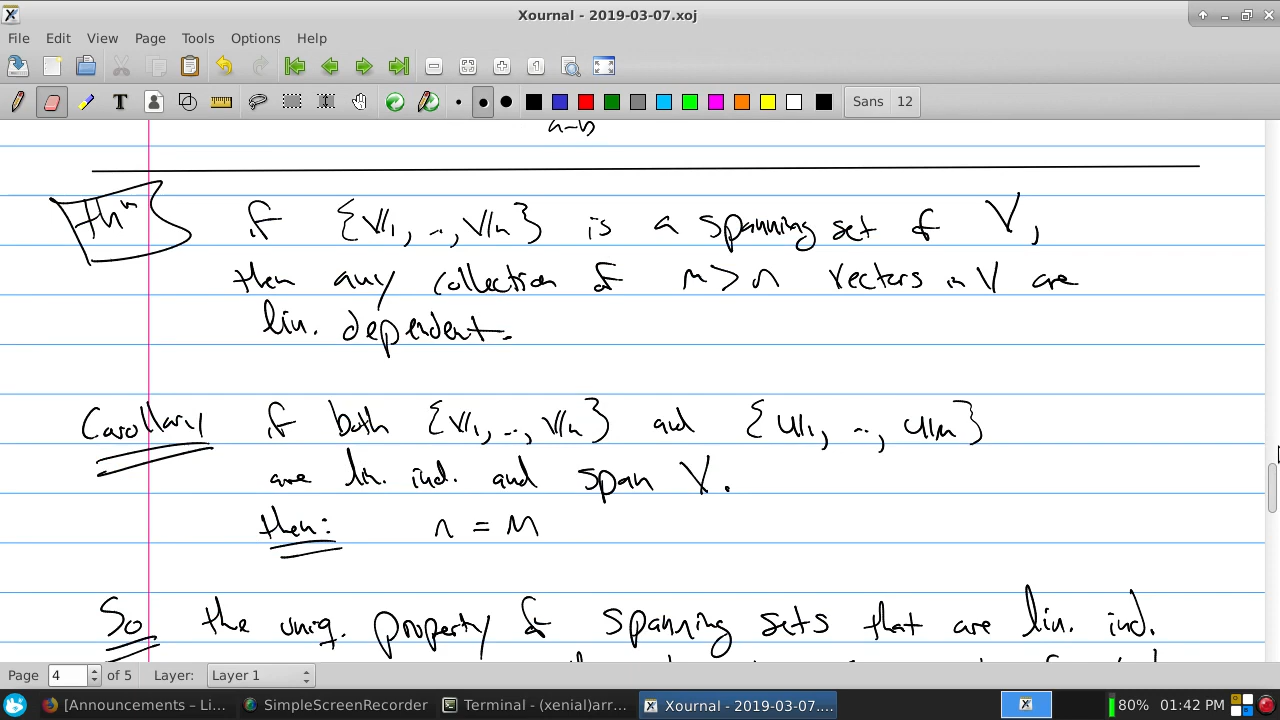 Xournal - 2019-03-07.xoj
File Edit View Page Tools Options Help
Sans 12
a-b
Thⁿ if {V1, .., Vn} is a spanning set of V,
then any collection of m > n vectors in V are
lin. dependent.
Corollary if both {V1, .., Vn} and {U1, .., Um}
are lin. ind. and span V.
then: n = m
So the uniq. property of spanning sets that are lin. ind.
Page 4 of 5 Layer: Layer 1
[Announcements – Li... SimpleScreenRecorder Terminal - (xenial)arr... Xournal - 2019-03-07.... 80% 01:42 PM